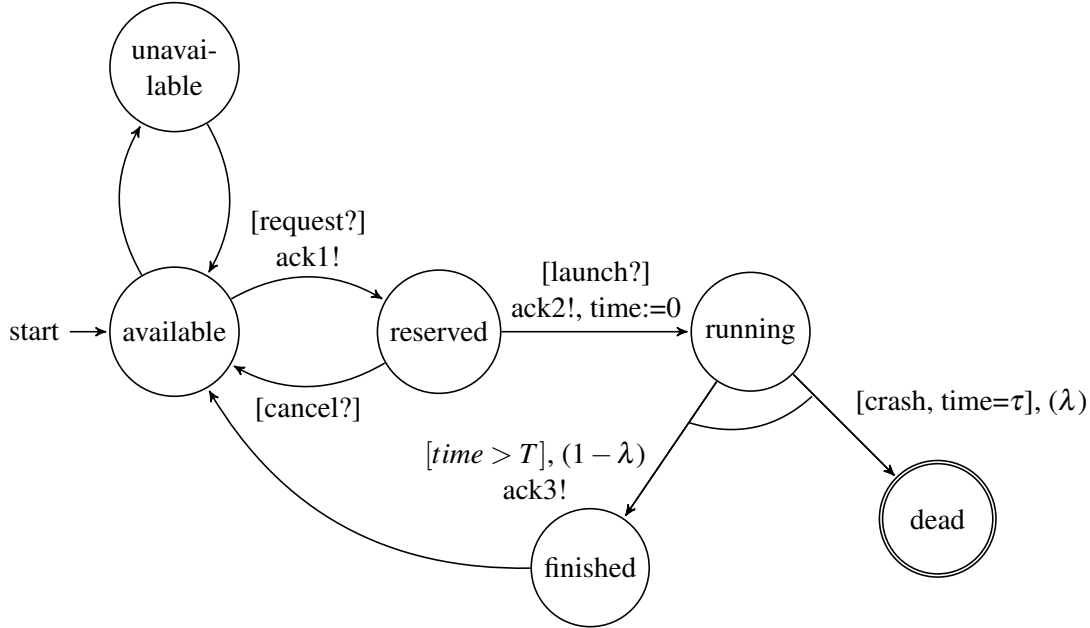 unavai-
lable
[request?]
ack1!
[launch?]
ack2!, time:=0
start
available
reserved
running
[cancel?]
[crash, time=τ], (λ)
[time > T], (1 − λ)
ack3!
dead
finished